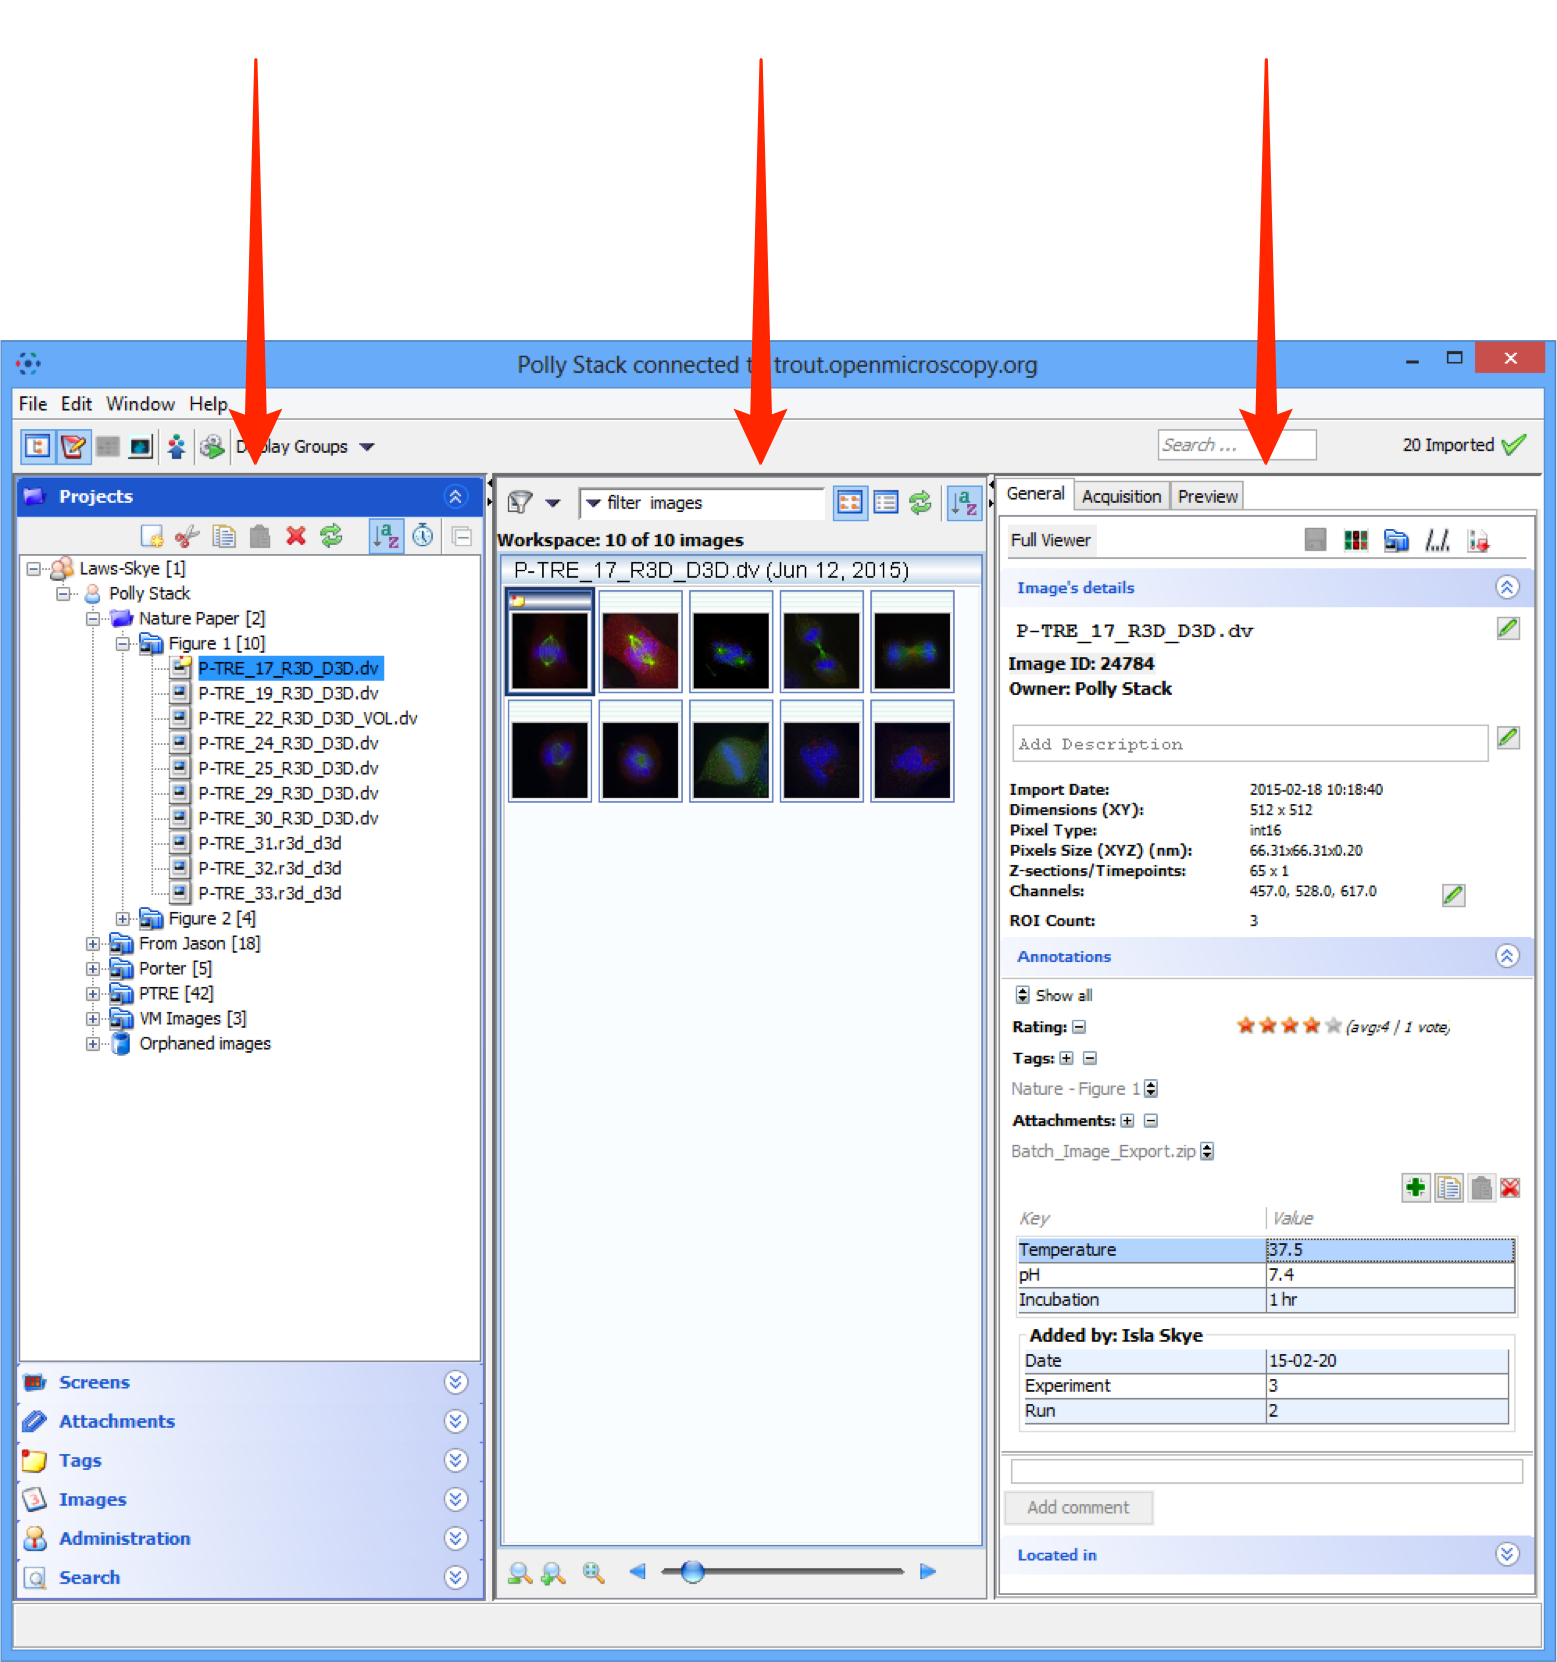 Polly Stack connected t trout.openmicroscopy.org
File Edit Window Help
Display Groups
Search ...
20 Imported
Projects
Laws-Skye [1]
Polly Stack
Nature Paper [2]
Figure 1 [10]
P-TRE_17_R3D_D3D.dv
P-TRE_19_R3D_D3D.dv
P-TRE_22_R3D_D3D_VOL.dv
P-TRE_24_R3D_D3D.dv
P-TRE_25_R3D_D3D.dv
P-TRE_29_R3D_D3D.dv
P-TRE_30_R3D_D3D.dv
P-TRE_31.r3d_d3d
P-TRE_32.r3d_d3d
P-TRE_33.r3d_d3d
Figure 2 [4]
From Jason [18]
Porter [5]
PTRE [42]
VM Images [3]
Orphaned images
Screens
Attachments
Tags
Images
Administration
Search
filter images
Workspace: 10 of 10 images
P-TRE_17_R3D_D3D.dv (Jun 12, 2015)
General Acquisition Preview
Full Viewer
Image's details
P-TRE_17_R3D_D3D.dv
Image ID: 24784
Owner: Polly Stack
Add Description
Import Date: 2015-02-18 10:18:40
Dimensions (XY): 512 x 512
Pixel Type: int16
Pixels Size (XYZ) (nm): 66.31x66.31x0.20
Z-sections/Timepoints: 65 x 1
Channels: 457.0, 528.0, 617.0
ROI Count: 3
Annotations
Show all
Rating: (avg:4 | 1 vote)
Tags:
Nature - Figure 1
Attachments:
Batch_Image_Export.zip
Key Value
Temperature 37.5
pH 7.4
Incubation 1 hr
Added by: Isla Skye
Date 15-02-20
Experiment 3
Run 2
Add comment
Located in